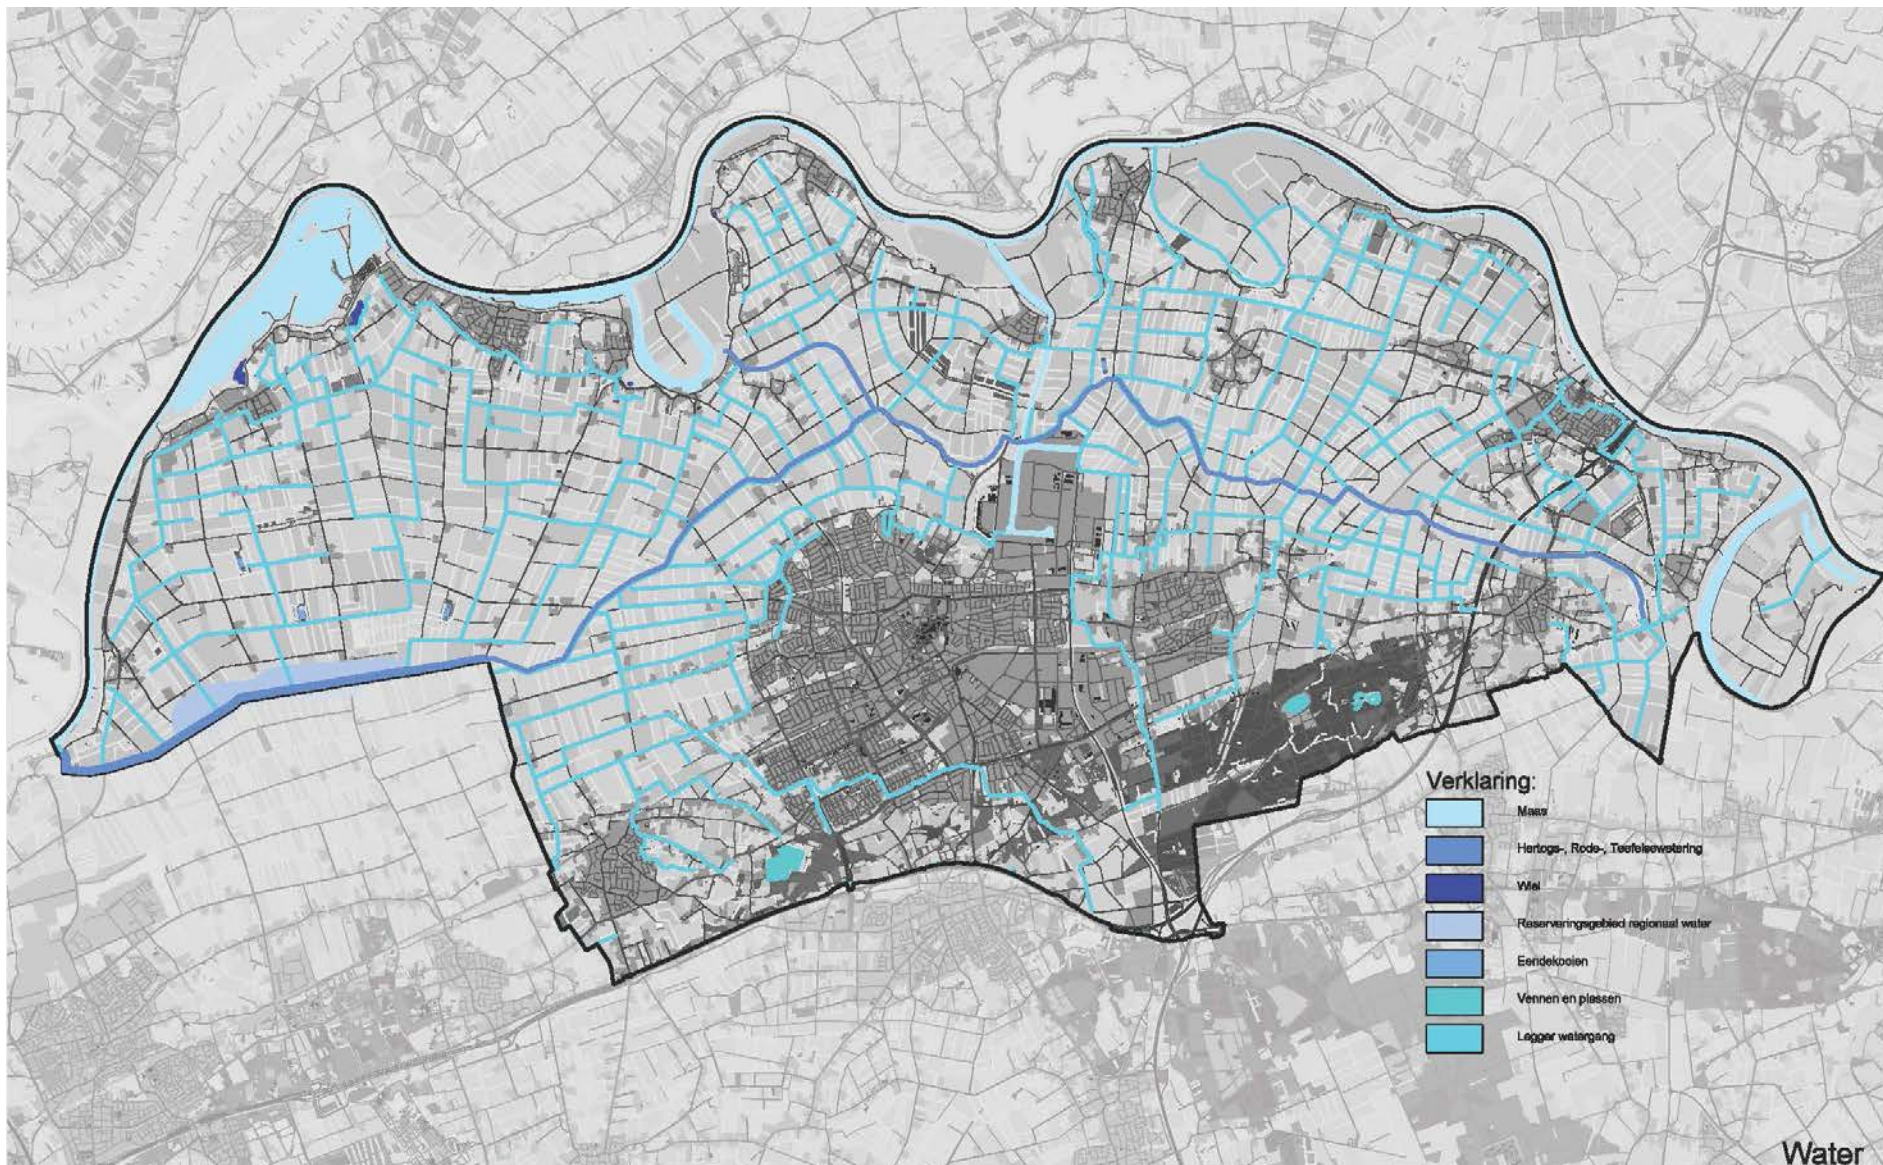 Verklaring:
Maas
Hertogs-, Rode-, Teefelsewetering
Wiel
Reserveringsgebied regionaal water
Eendekooien
Vennen en plassen
Legger watergang
Water